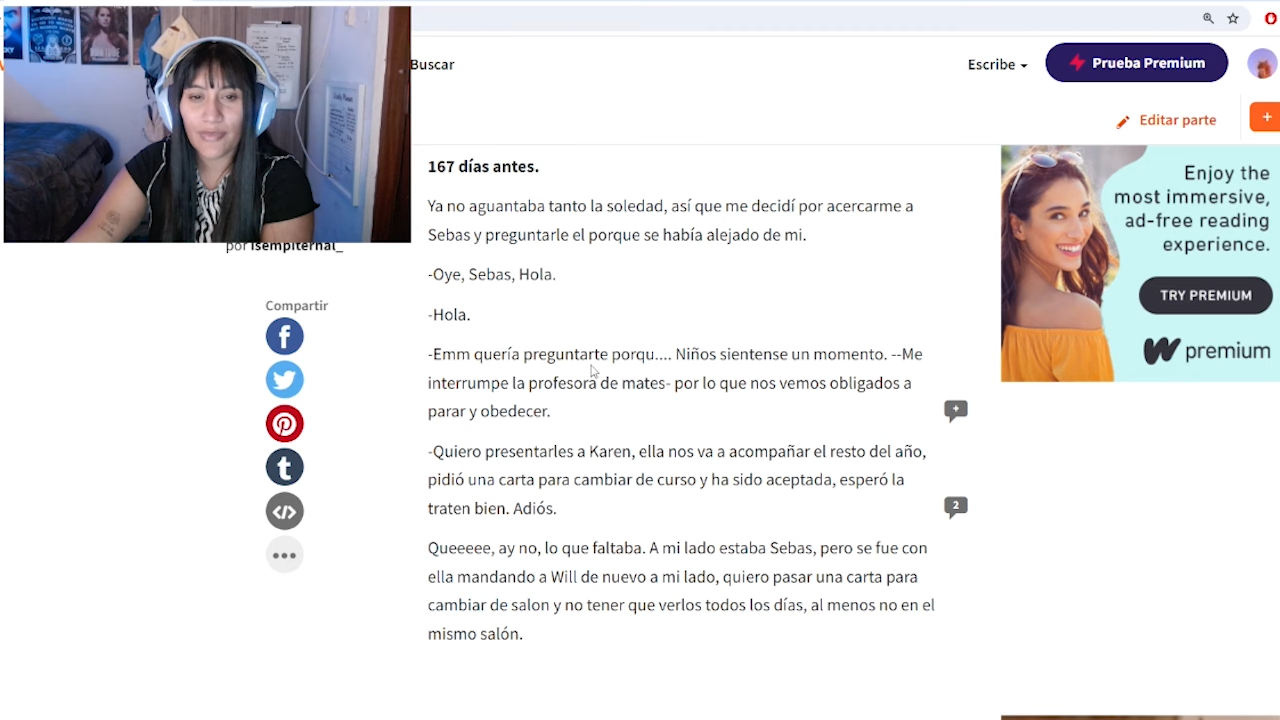 Buscar
Escribe
Prueba Premium
Editar parte
+
167 días antes.
Ya no aguantaba tanto la soledad, así que me decidí por acercarme a
Sebas y preguntarle el porque se había alejado de mi.
-Oye, Sebas, Hola.
-Hola.
-Emm quería preguntarte porqu.... Niños sientense un momento. --Me
interrumpe la profesora de mates- por lo que nos vemos obligados a
parar y obedecer.
+
-Quiero presentarles a Karen, ella nos va a acompañar el resto del año,
pidió una carta para cambiar de curso y ha sido aceptada, esperó la
traten bien. Adiós.
2
Queeeee, ay no, lo que faltaba. A mi lado estaba Sebas, pero se fue con
ella mandando a Will de nuevo a mi lado, quiero pasar una carta para
cambiar de salon y no tener que verlos todos los días, al menos no en el
mismo salón.
por isempiternal_
Compartir
Enjoy the
most immersive,
ad-free reading
experience.
TRY PREMIUM
premium